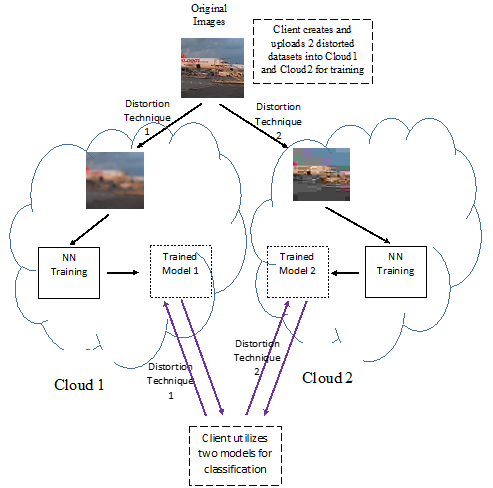 Original
Images
Client creates and
uploads 2 distorted
datasets into Cloud1
and Cloud2 for training
Distortion
Technique
1
Distortion
Technique
2
NN
Training
Trained
Model 1
Trained
Model 2
NN
Training
Distortion
Technique
1
Distortion
Technique
2
Cloud 1
Cloud 2
Client utilizes
two models for
classification